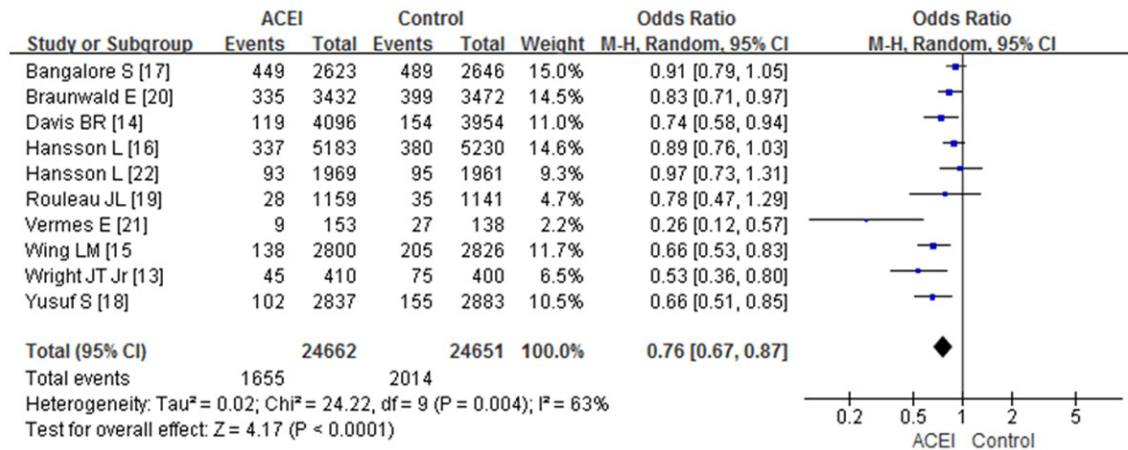 ACEI Control Odds Ratio Odds Ratio
Study or Subgroup Events Total Events Total Weight M-H, Random, 95% CI M-H, Random, 95% CI
Bangalore S [17] 449 2623 489 2646 15.0% 0.91 [0.79, 1.05]
Braunwald E [20] 335 3432 399 3472 14.5% 0.83 [0.71, 0.97]
Davis BR [14] 119 4096 154 3954 11.0% 0.74 [0.58, 0.94]
Hansson L [16] 337 5183 380 5230 14.6% 0.89 [0.76, 1.03]
Hansson L [22] 93 1969 95 1961 9.3% 0.97 [0.73, 1.31]
Rouleau JL [19] 28 1159 35 1141 4.7% 0.78 [0.47, 1.29]
Vermes E [21] 9 153 27 138 2.2% 0.26 [0.12, 0.57]
Wing LM [15 138 2800 205 2826 11.7% 0.66 [0.53, 0.83]
Wright JT Jr [13] 45 410 75 400 6.5% 0.53 [0.36, 0.80]
Yusuf S [18] 102 2837 155 2883 10.5% 0.66 [0.51, 0.85]
Total (95% CI) 24662 24651 100.0% 0.76 [0.67, 0.87]
Total events 1655 2014
Heterogeneity: Tau² = 0.02; Chi² = 24.22, df = 9 (P = 0.004); I² = 63%
Test for overall effect: Z = 4.17 (P < 0.0001)
0.2 0.5 1 2 5
ACEI Control